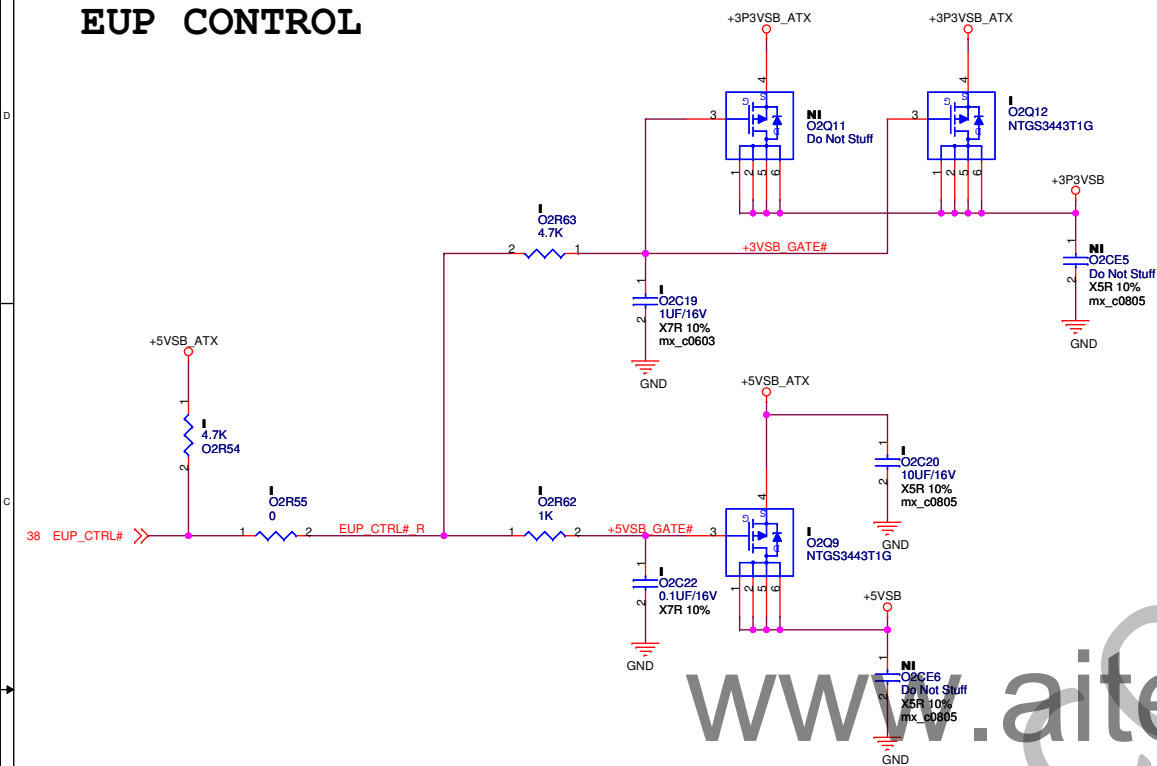 EUP CONTROL
+3P3VSB_ATX
+3P3VSB_ATX
D
4
S
G
D
3
NI
O2Q11
Do Not Stuff
1
2
5
6
4
S
G
D
3
I
O2Q12
NTGS3443T1G
1
2
5
6
+3P3VSB
1
NI
O2CE5
Do Not Stuff
X5R 10%
mx_c0805
2
GND
I
O2R63
4.7K
2
1
+3VSB_GATE#
1
I
O2C19
1UF/16V
X7R 10%
mx_c0603
2
GND
+5VSB_ATX
1
I
4.7K
O2R54
2
+5VSB_ATX
1
I
O2C20
10UF/16V
X5R 10%
mx_c0805
2
GND
C
38 EUP_CTRL#
I
O2R55
0
1
2
EUP_CTRL#_R
I
O2R62
1K
1
2
+5VSB_GATE#
4
S
G
D
3
I
O2Q9
NTGS3443T1G
1
2
5
6
1
I
O2C22
0.1UF/16V
X7R 10%
2
GND
+5VSB
1
NI
O2CE6
Do Not Stuff
X5R 10%
mx_c0805
2
GND
www.aite